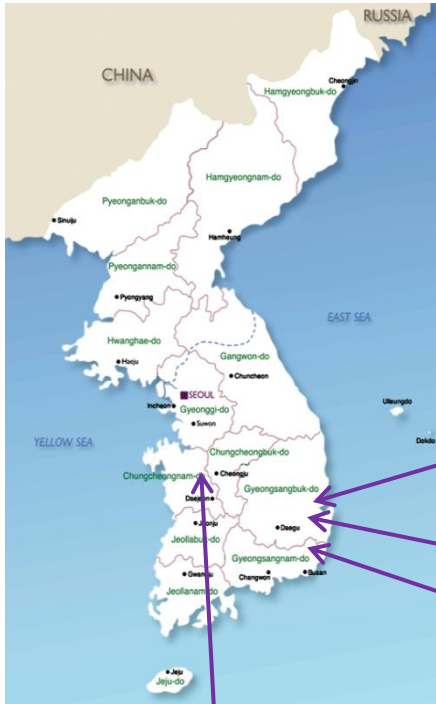 RUSSIA
CHINA
Cheongjin
Hamgyeongbuk-do
Hamgyeongnam-do
Pyeonganbuk-do
Sinuiju
Hamheung
Pyeongannam-do
Pyongyang
EAST SEA
Hwanghae-do
Gangwon-do
Haeju
Chuncheon
SEOUL
Ulleungdo
Incheon
Gyeonggi-do
Suwon
Dokdo
YELLOW SEA
Chungcheongbuk-do
Chungcheongnam-do
Cheongju
Gyeongsangbuk-do
Daejeon
Jeonju
Daegu
Jeollabuk-do
Gyeongsangnam-do
Gwangju
Changwon
Busan
Jeollanam-do
Jeju
Jeju-do